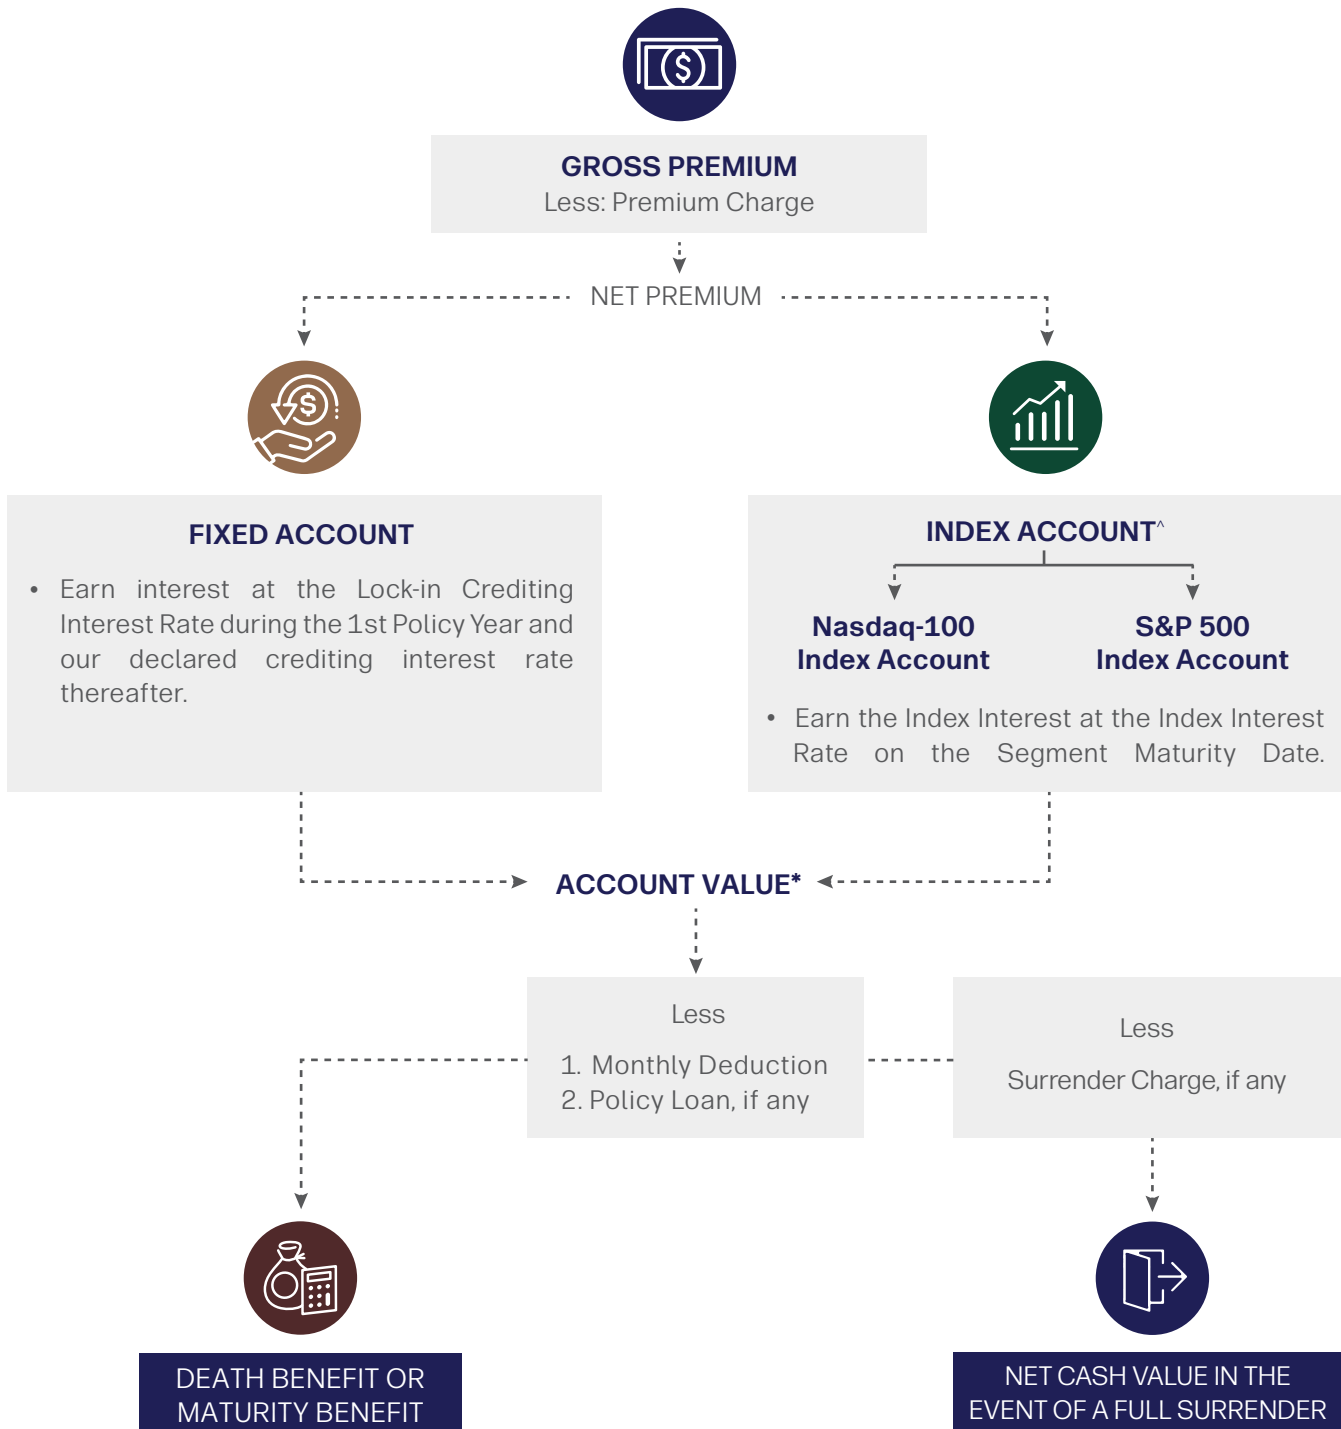 GROSS PREMIUM
Less: Premium Charge
NET PREMIUM
FIXED ACCOUNT
• Earn interest at the Lock-in Crediting
Interest Rate during the 1st Policy Year and
our declared crediting interest rate
thereafter.
INDEX ACCOUNT^
Nasdaq-100
Index Account
S&P 500
Index Account
• Earn the Index Interest at the Index Interest
Rate on the Segment Maturity Date.
ACCOUNT VALUE*
Less
1. Monthly Deduction
2. Policy Loan, if any
Less
Surrender Charge, if any
DEATH BENEFIT OR
MATURITY BENEFIT
NET CASH VALUE IN THE
EVENT OF A FULL SURRENDER